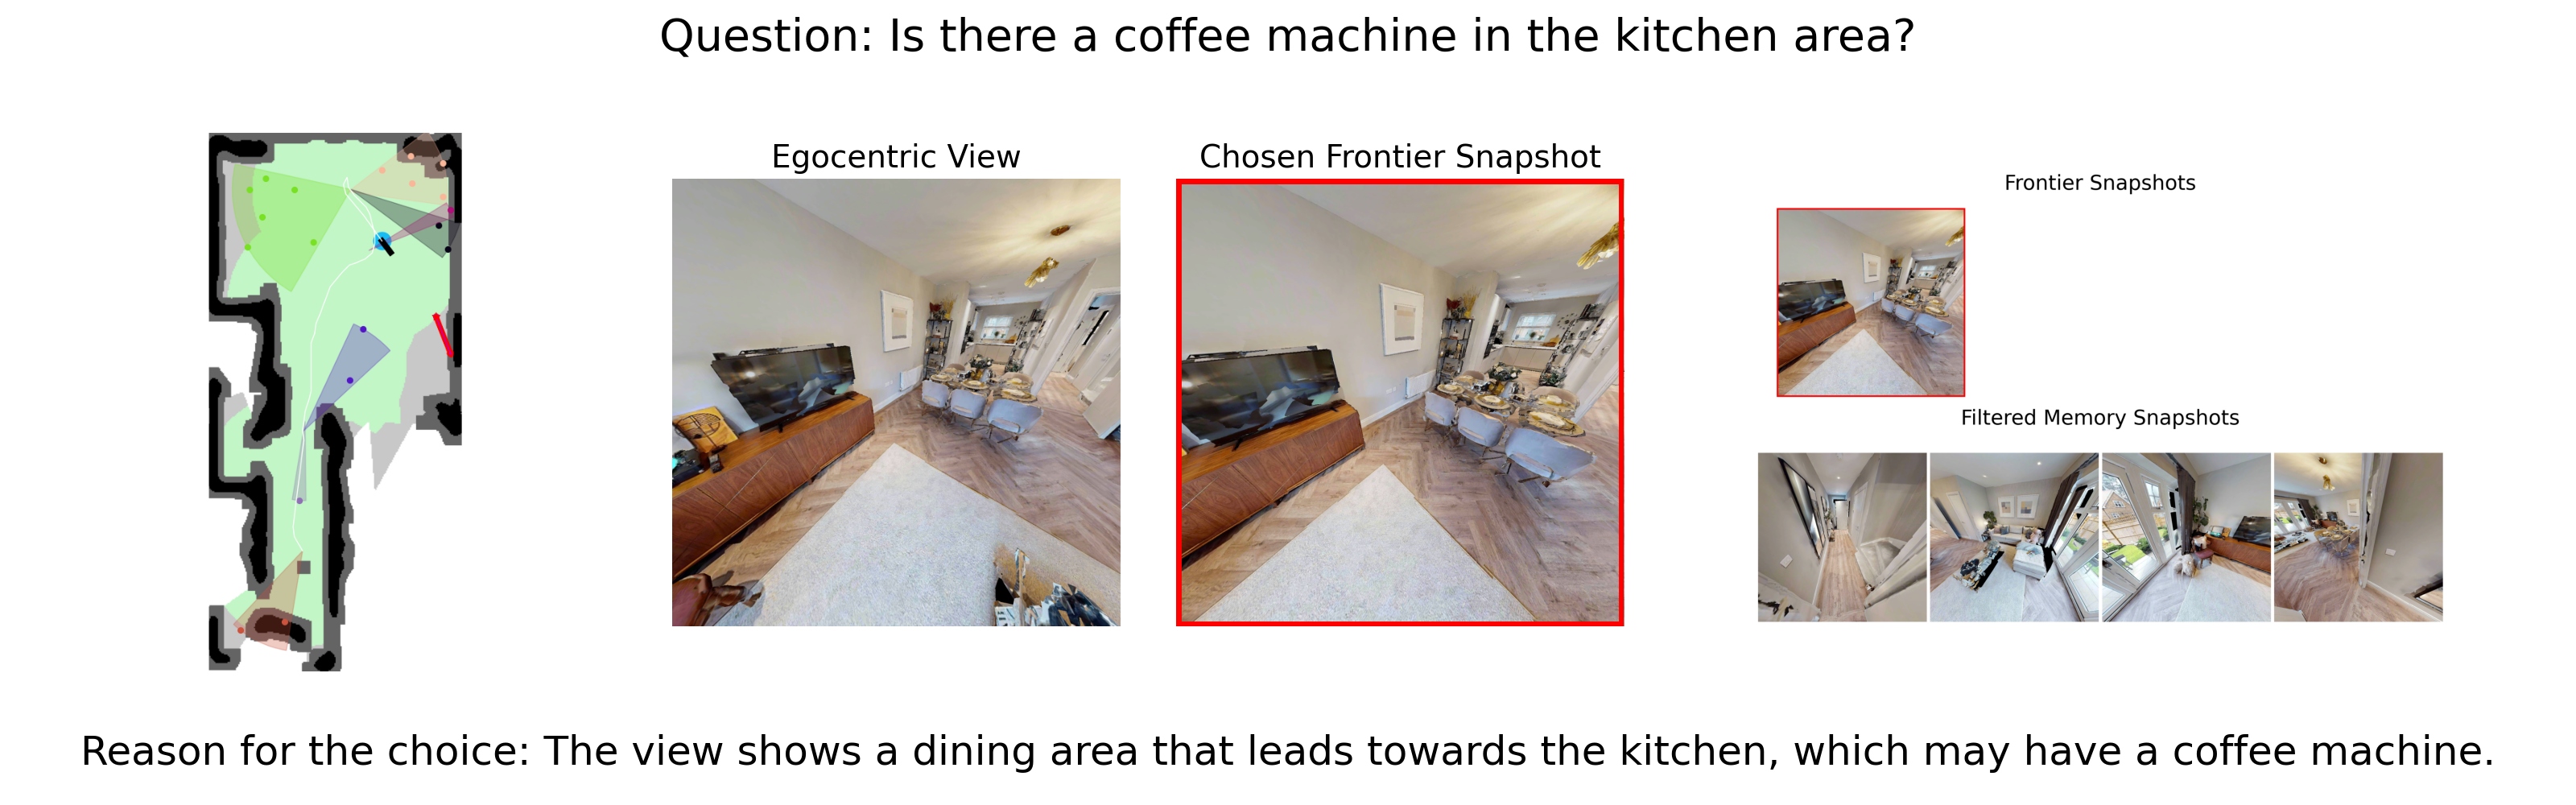 Question: Is there a coffee machine in the kitchen area?
Egocentric View
Chosen Frontier Snapshot
Frontier Snapshots
Filtered Memory Snapshots
Reason for the choice: The view shows a dining area that leads towards the kitchen, which may have a coffee machine.